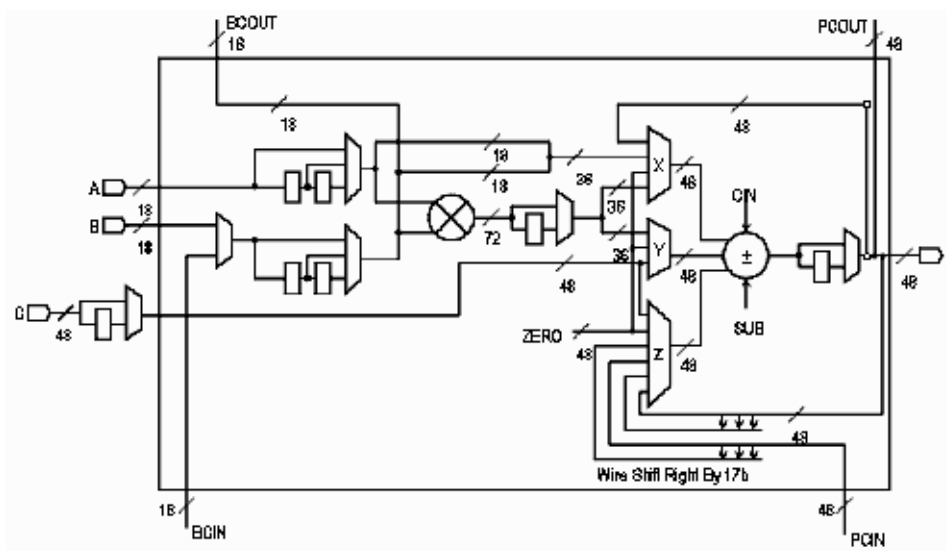 BCOUT
18
PCOUT
48
18
48
A
18
18
18
36
X
48
CIN
B
18
36
72
36
Y
48
±
48
48
C
48
ZERO
48
Z
48
SUB
48
Wire Shift Right By 17b
18
BCIN
48
PCIN